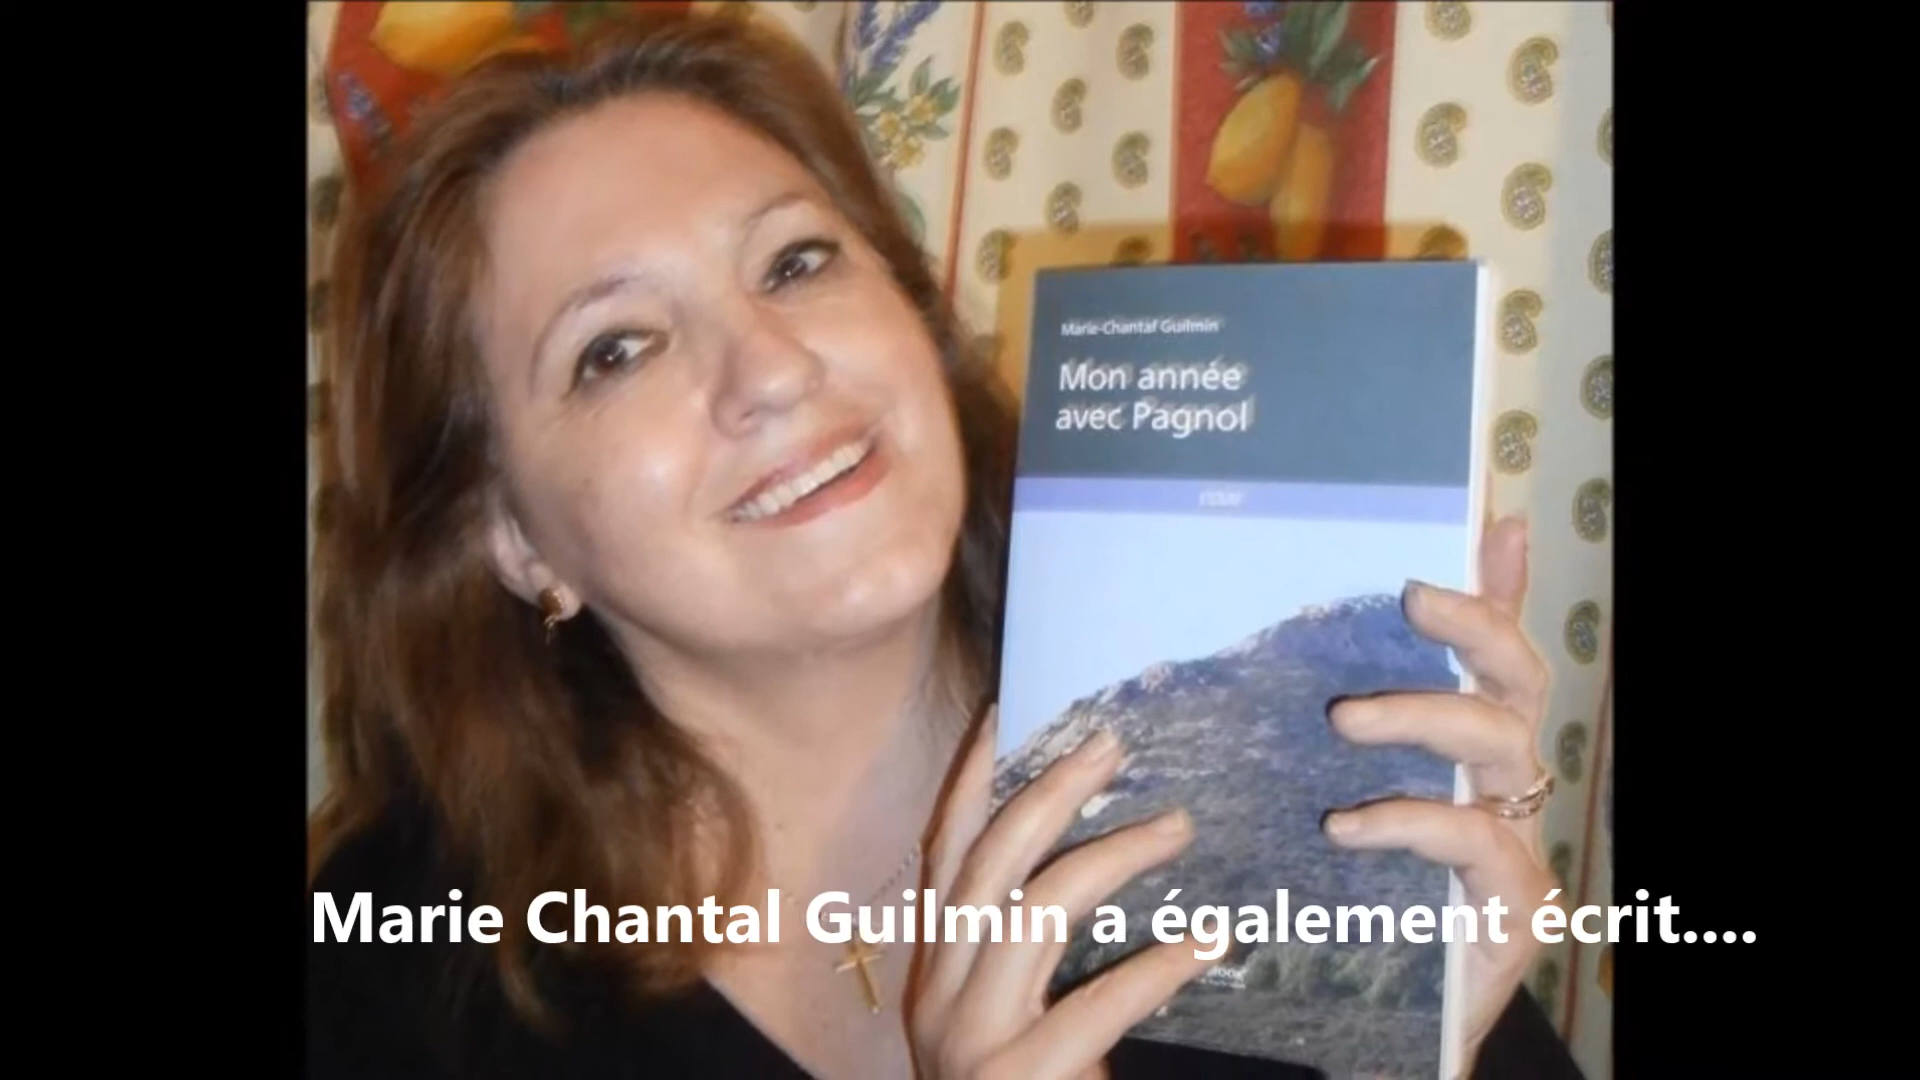 Marie-Chantal Guilmin
Mon année
avec Pagnol
Marie Chantal Guilmin a également écrit....